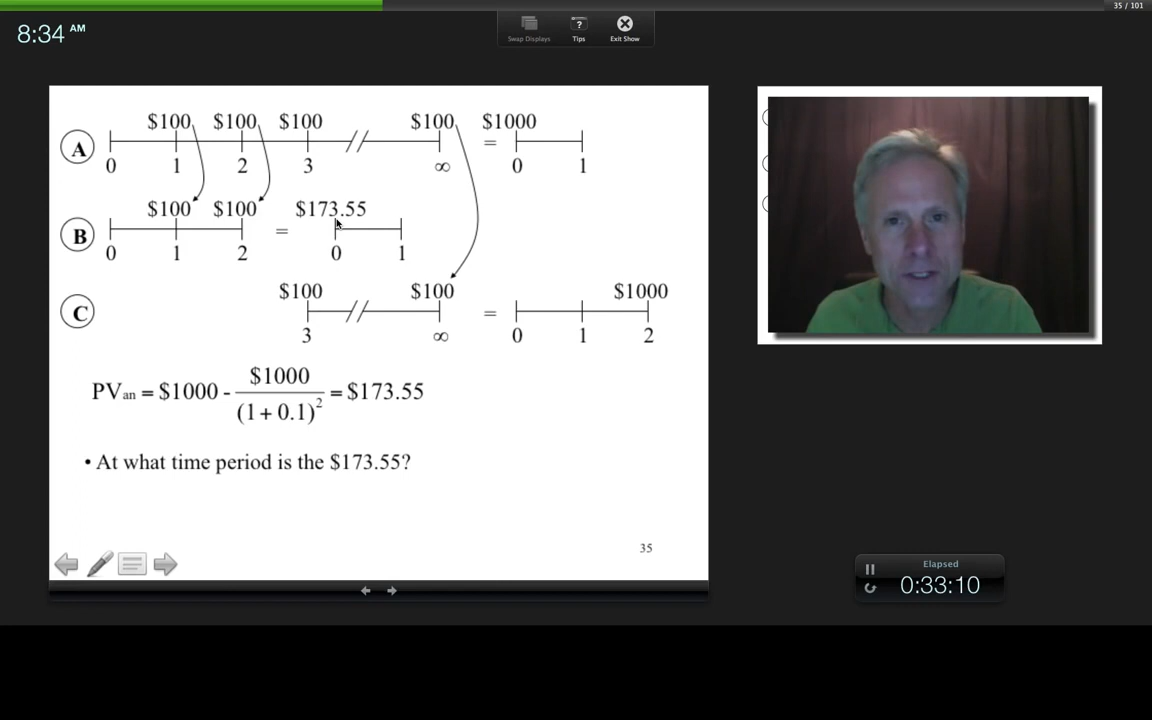 35 / 101
8:34 AM
Swap Displays Tips Exit Show
$100 $100 $100 $100 $1000
A =
0 1 2 3 ∞ 0 1
$100 $100 $173.55
B =
0 1 2 0 1
$100 $100 $1000
C =
3 ∞ 0 1 2
PVan = $1000 - $1000 / (1 + 0.1)^2 = $173.55
• At what time period is the $173.55?
35
Elapsed
0:33:10